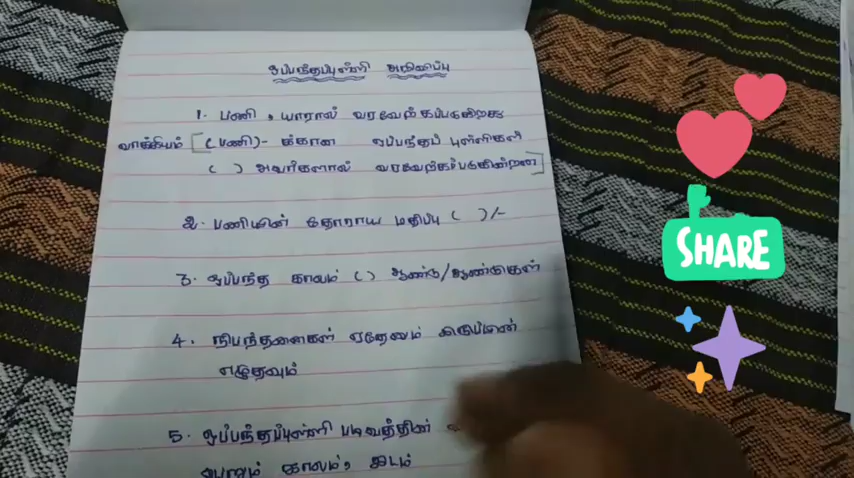 ஒப்பந்தப்புள்ளி அறிவிப்பு
1. பணி, யாரால் வரவேற்கப்படுகிறது
வாக்கியம் [(பணி)- க்கான ஒப்பந்தப் புள்ளிகள்
( ) அவர்களால் வரவேற்கப்படுகின்றன]
2. பணியின் தோராய மதிப்பு ( )/-
3. ஒப்பந்த காலம் ( ) ஆண்டு/ஆண்டுகள்
4. நிபந்தனைகள் ஏதேனும் இருப்பின்
எழுதவும்
5. ஒப்பந்தப்புள்ளி படிவத்தின்
பெறும் காலம், இடம்
SHARE